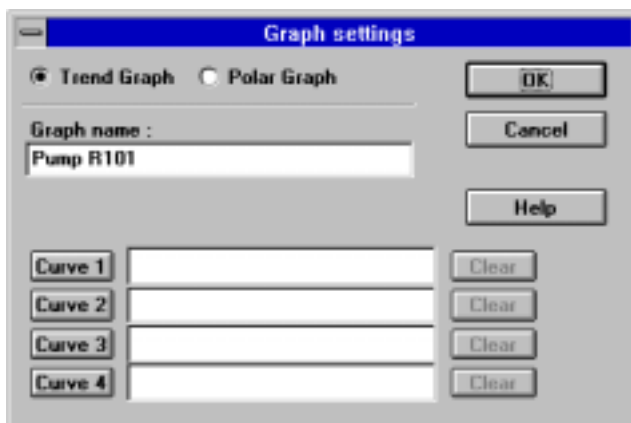 Graph settings
Trend Graph Polar Graph
OK
Graph name :
Cancel
Pump R101
Help
Curve 1 Clear
Curve 2 Clear
Curve 3 Clear
Curve 4 Clear